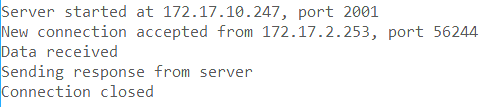 Server started at 172.17.10.247, port 2001
New connection accepted from 172.17.2.253, port 56244
Data received
Sending response from server
Connection closed